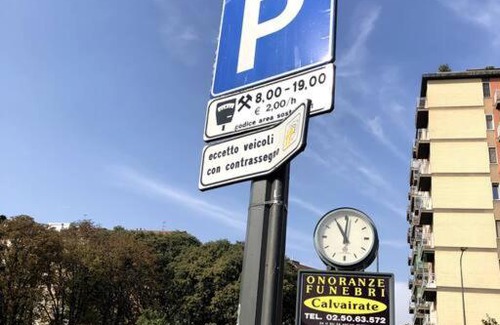 P
8.00-19.00
€ 2,00/h
codice area sosta
eccetto veicoli
con contrassegno
ONORANZE
FUNEBRI
Calvairate
TEL. 02.50.63.572